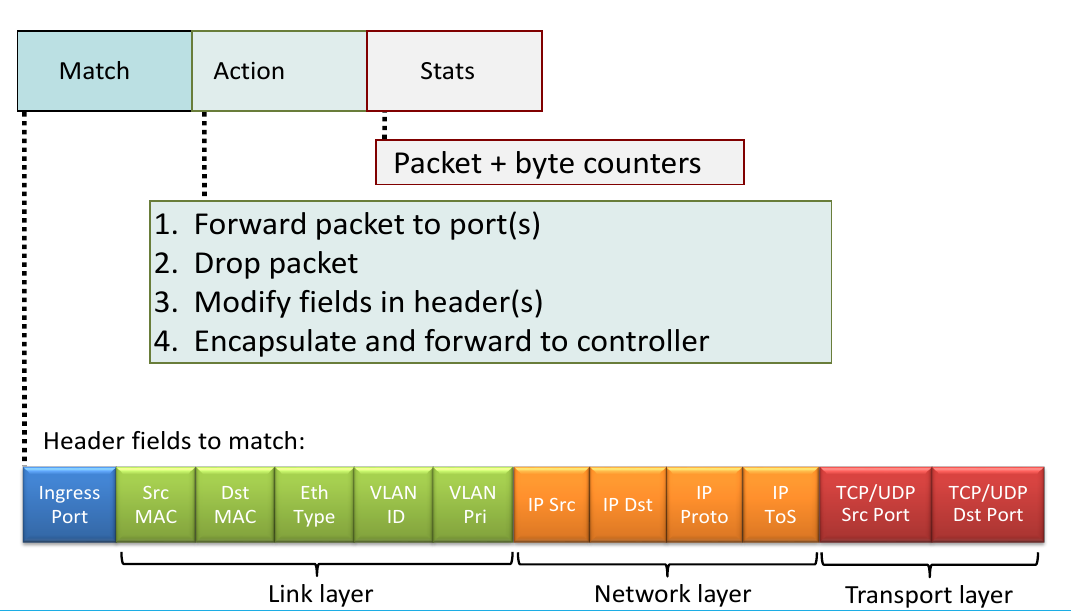 Match
Action
Stats
Packet + byte counters
1. Forward packet to port(s)
2. Drop packet
3. Modify fields in header(s)
4. Encapsulate and forward to controller
Header fields to match:
Ingress
Port
Src
MAC
Dst
MAC
Eth
Type
VLAN
ID
VLAN
Pri
IP Src
IP Dst
IP
Proto
IP
ToS
TCP/UDP
Src Port
TCP/UDP
Dst Port
Link layer
Network layer
Transport layer